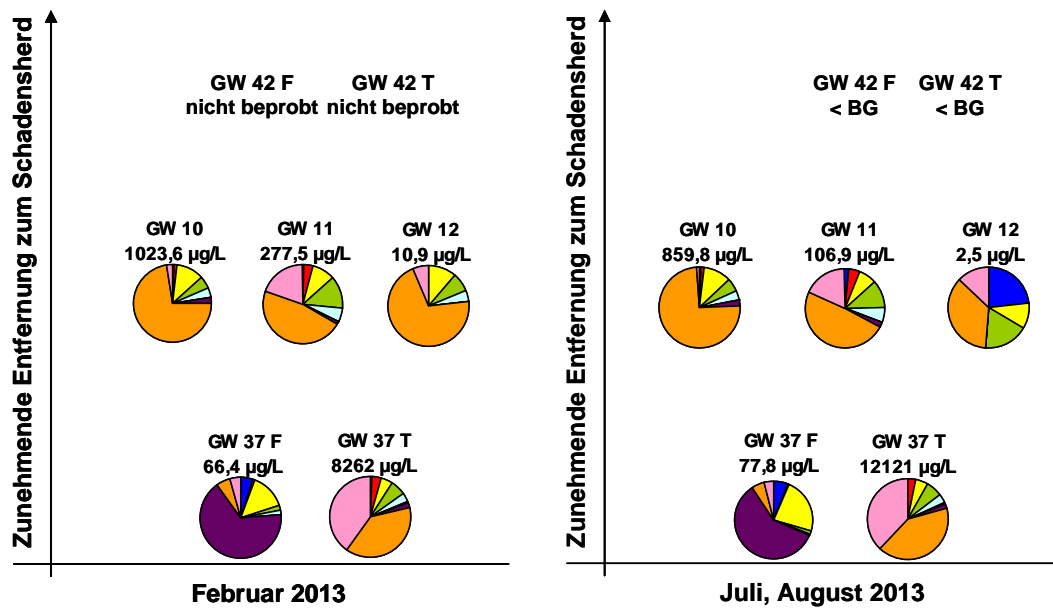 Zunehmende Entfernung zum Schadensherd
GW 42 F
nicht beprobt
GW 42 T
nicht beprobt
GW 10
1023,6 µg/L
GW 11
277,5 µg/L
GW 12
10,9 µg/L
GW 37 F
66,4 µg/L
GW 37 T
8262 µg/L
Februar 2013
Zunehmende Entfernung zum Schadensherd
GW 42 F
< BG
GW 42 T
< BG
GW 10
859,8 µg/L
GW 11
106,9 µg/L
GW 12
2,5 µg/L
GW 37 F
77,8 µg/L
GW 37 T
12121 µg/L
Juli, August 2013